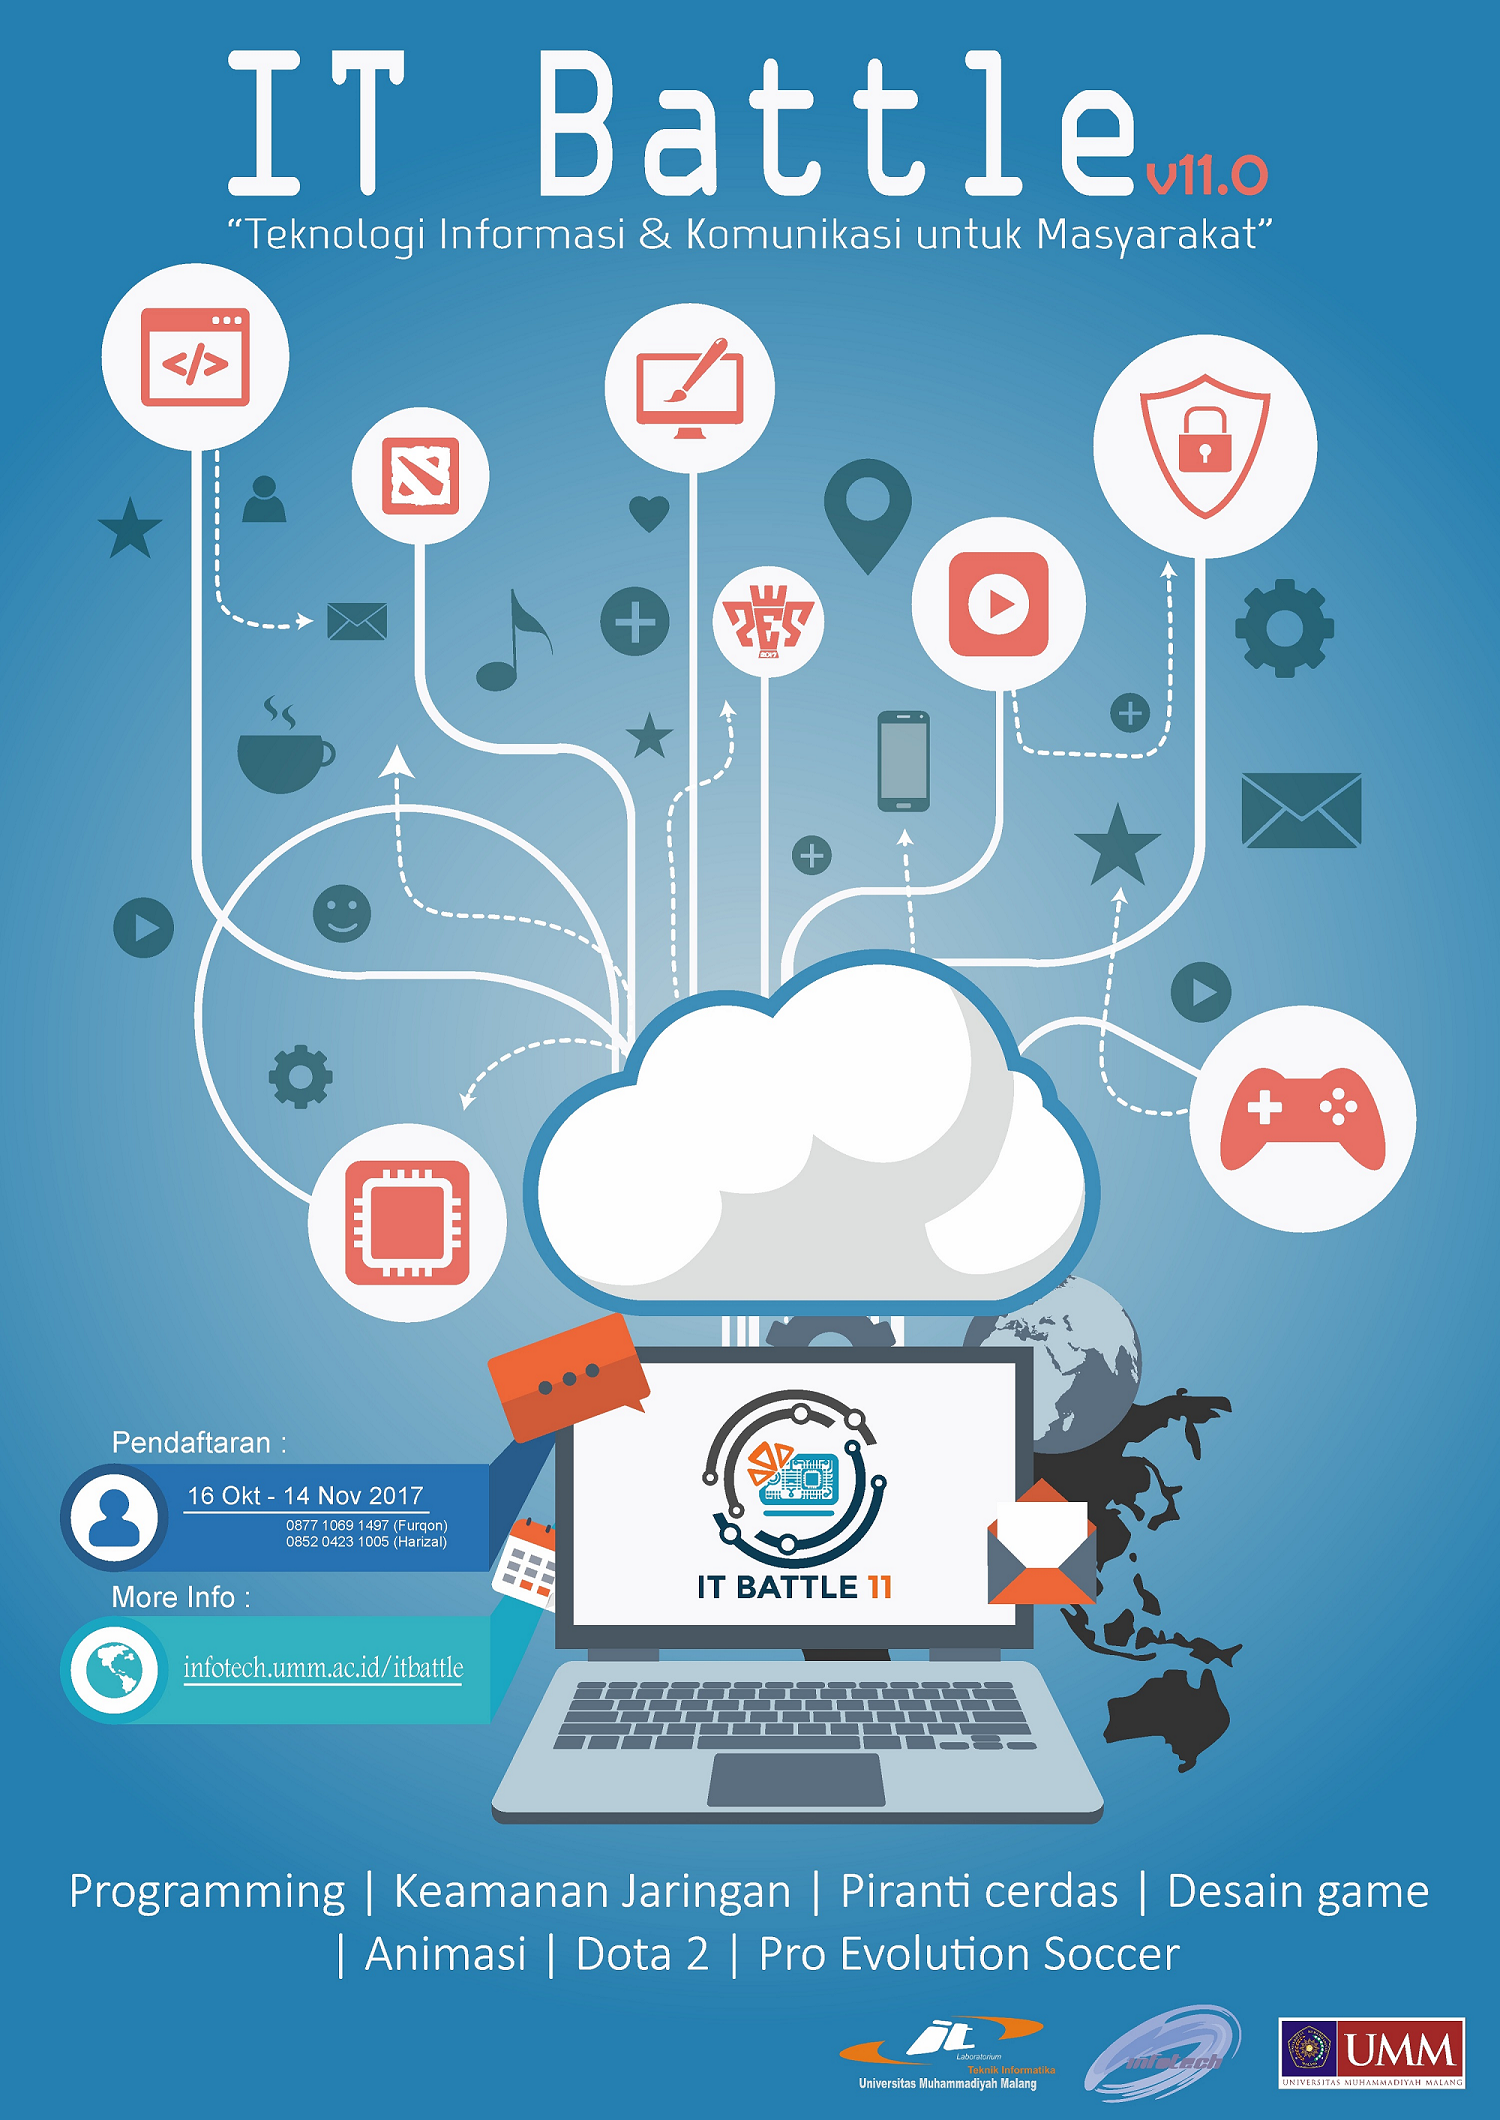 IT Battle v11.0
“Teknologi Informasi & Komunikasi untuk Masyarakat”
PES
2017
Pendaftaran :
16 Okt - 14 Nov 2017
0877 1069 1497 (Furqon)
0852 0423 1005 (Harizal)
More Info :
infotech.umm.ac.id/itbattle
IT BATTLE 11
Programming | Keamanan Jaringan | Piranti cerdas | Desain game
| Animasi | Dota 2 | Pro Evolution Soccer
it
Laboratorium
Teknik Informatika
Universitas Muhammadiyah Malang
infotech
UMM
UNIVERSITAS MUHAMMADIYAH MALANG